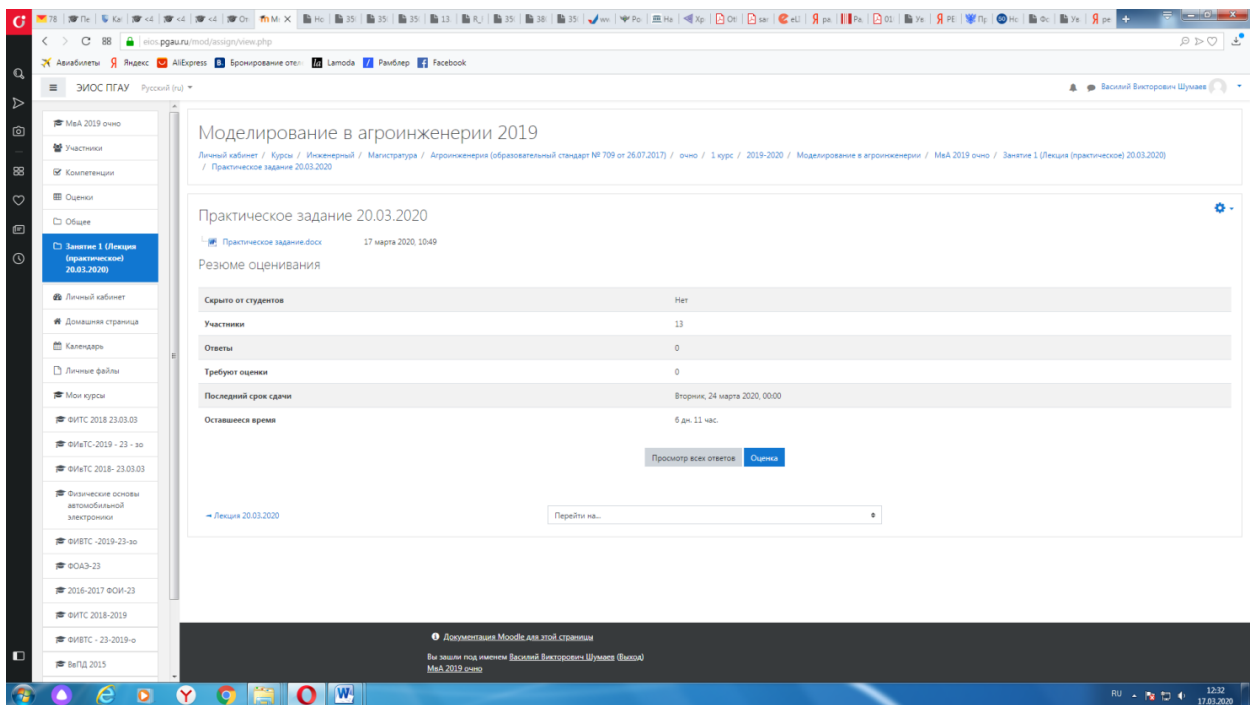 eios.pgau.ru/mod/assign/view.php
Авиабилеты Яндекс AliExpress Бронирование отел Lamoda Рамблер Facebook
ЭИОС ПГАУ Русский (ru)
Василий Викторович Шумаев
МвА 2019 очно
Участники
Компетенции
Оценки
Общее
Занятие 1 (Лекция
(практическое)
20.03.2020)
Личный кабинет
Домашняя страница
Календарь
Личные файлы
Мои курсы
ФИТС 2018 23.03.03
ФИвТС-2019 - 23 - зо
ФИвТС 2018- 23.03.03
Физические основы
автомобильной
электроники
ФИВТС -2019-23-зо
ФОАЭ-23
2016-2017 ФОИ-23
ФИТС 2018-2019
ФИВТС - 23-2019-о
ВвПД 2015
Моделирование в агроинженерии 2019
Личный кабинет / Курсы / Инженерный / Магистратура / Агроинженерия (образовательный стандарт № 709 от 26.07.2017) / очно / 1 курс / 2019-2020 / Моделирование в агроинженерии / МвА 2019 очно / Занятие 1 (Лекция (практическое) 20.03.2020)
/ Практическое задание 20.03.2020
Практическое задание 20.03.2020
Практическое задание.docx 17 марта 2020, 10:49
Резюме оценивания
Скрыто от студентов Нет
Участники 13
Ответы 0
Требуют оценки 0
Последний срок сдачи Вторник, 24 марта 2020, 00:00
Оставшееся время 6 дн. 11 час.
Просмотр всех ответов Оценка
→ Лекция 20.03.2020 Перейти на...
Документация Moodle для этой страницы
Вы зашли под именем Василий Викторович Шумаев (Выход)
МвА 2019 очно
RU 12:32
17.03.2020